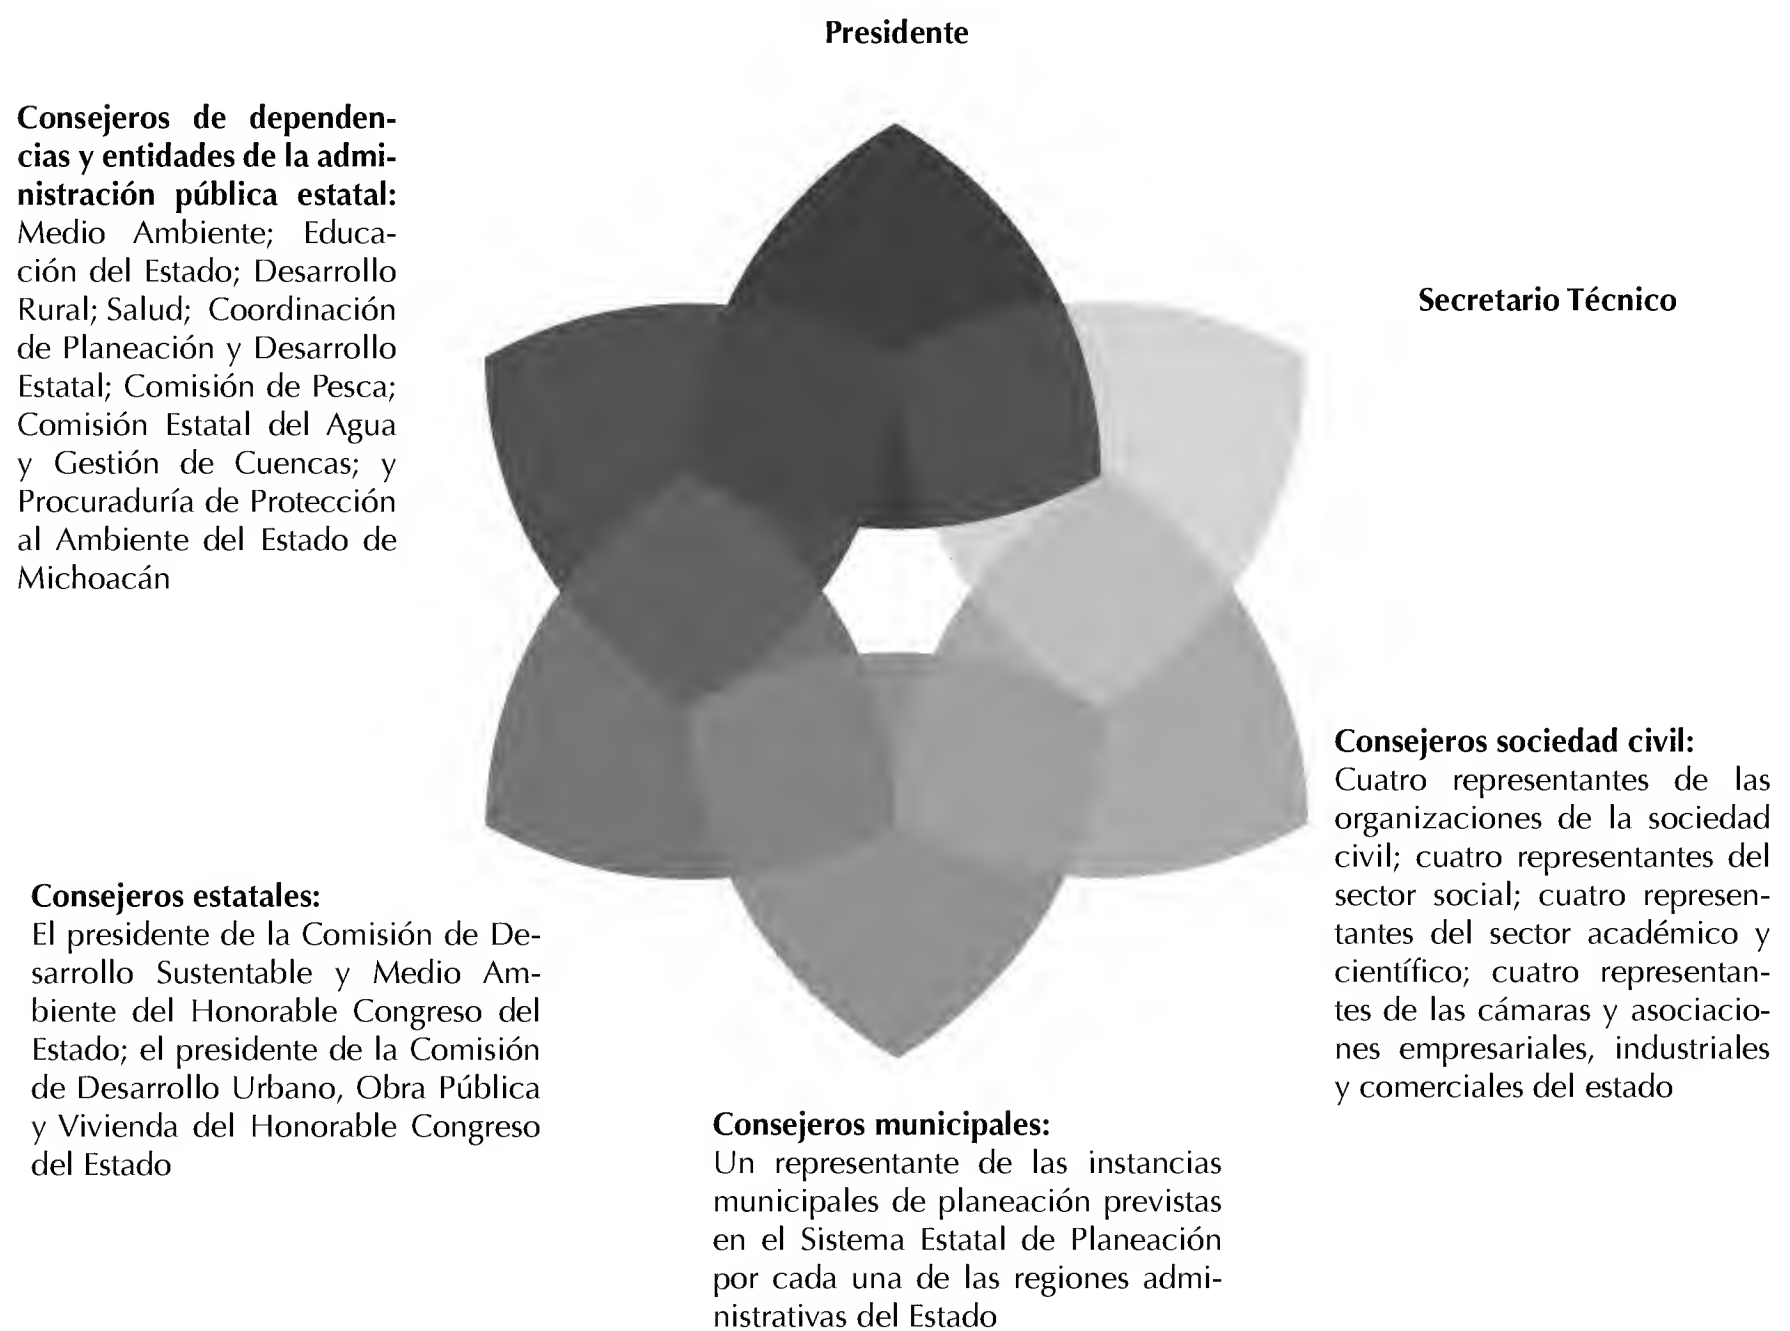 Presidente
Consejeros de dependen-
cias y entidades de la admi-
nistración pública estatal:
Medio Ambiente; Educa-
ción del Estado; Desarrollo
Rural; Salud; Coordinación
de Planeación y Desarrollo
Estatal; Comisión de Pesca;
Comisión Estatal del Agua
y Gestión de Cuencas; y
Procuraduría de Protección
al Ambiente del Estado de
Michoacán
Secretario Técnico
Consejeros sociedad civil:
Cuatro representantes de las
organizaciones de la sociedad
civil; cuatro representantes del
sector social; cuatro represen-
tantes del sector académico y
científico; cuatro representan-
tes de las cámaras y asociacio-
nes empresariales, industriales
y comerciales del estado
Consejeros estatales:
El presidente de la Comisión de De-
sarrollo Sustentable y Medio Am-
biente del Honorable Congreso del
Estado; el presidente de la Comisión
de Desarrollo Urbano, Obra Pública
y Vivienda del Honorable Congreso
del Estado
Consejeros municipales:
Un representante de las instancias
municipales de planeación previstas
en el Sistema Estatal de Planeación
por cada una de las regiones admi-
nistrativas del Estado